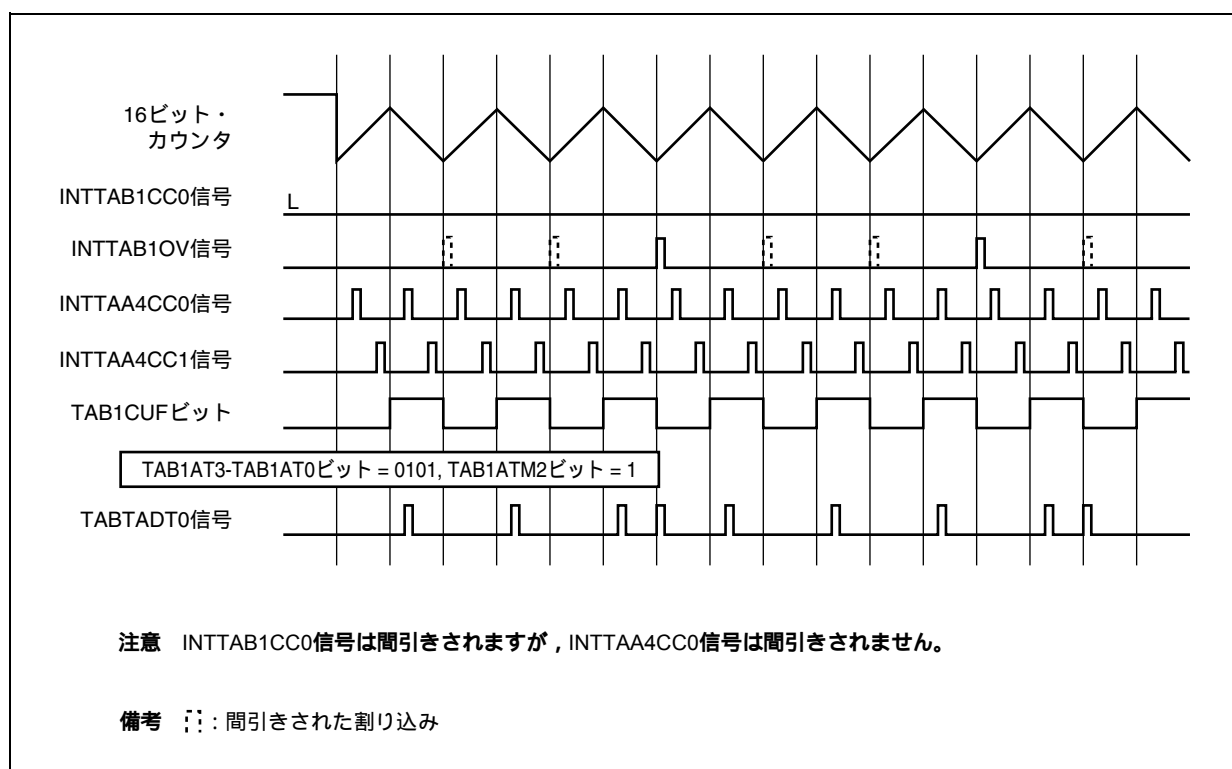 16ビット・
カウンタ
INTTAB1CC0信号
L
INTTAB1OV信号
INTTAA4CC0信号
INTTAA4CC1信号
TAB1CUFビット
TAB1AT3-TAB1AT0ビット = 0101, TAB1ATM2ビット = 1
TABTADT0信号
注意 INTTAB1CC0信号は間引きされますが，INTTAA4CC0信号は間引きされません。
備考 : 間引きされた割り込み